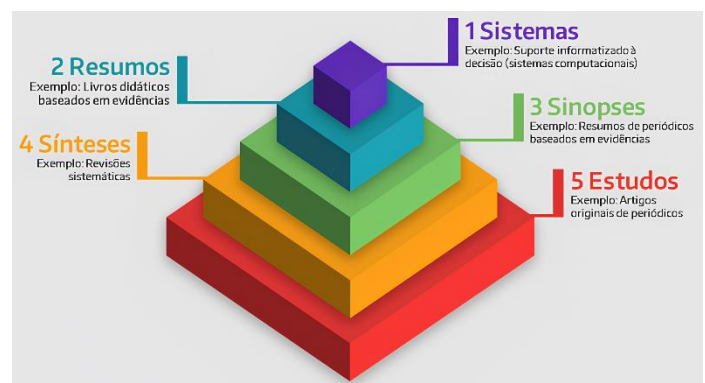 1 Sistemas
Exemplo: Suporte informatizado à
decisão (sistemas computacionais)
2 Resumos
Exemplo: Livros didáticos
baseados em evidências
3 Sinopses
Exemplo: Resumos de periódicos
baseados em evidências
4 Sínteses
Exemplo: Revisões
sistemáticas
5 Estudos
Exemplo: Artigos
originais de periódicos